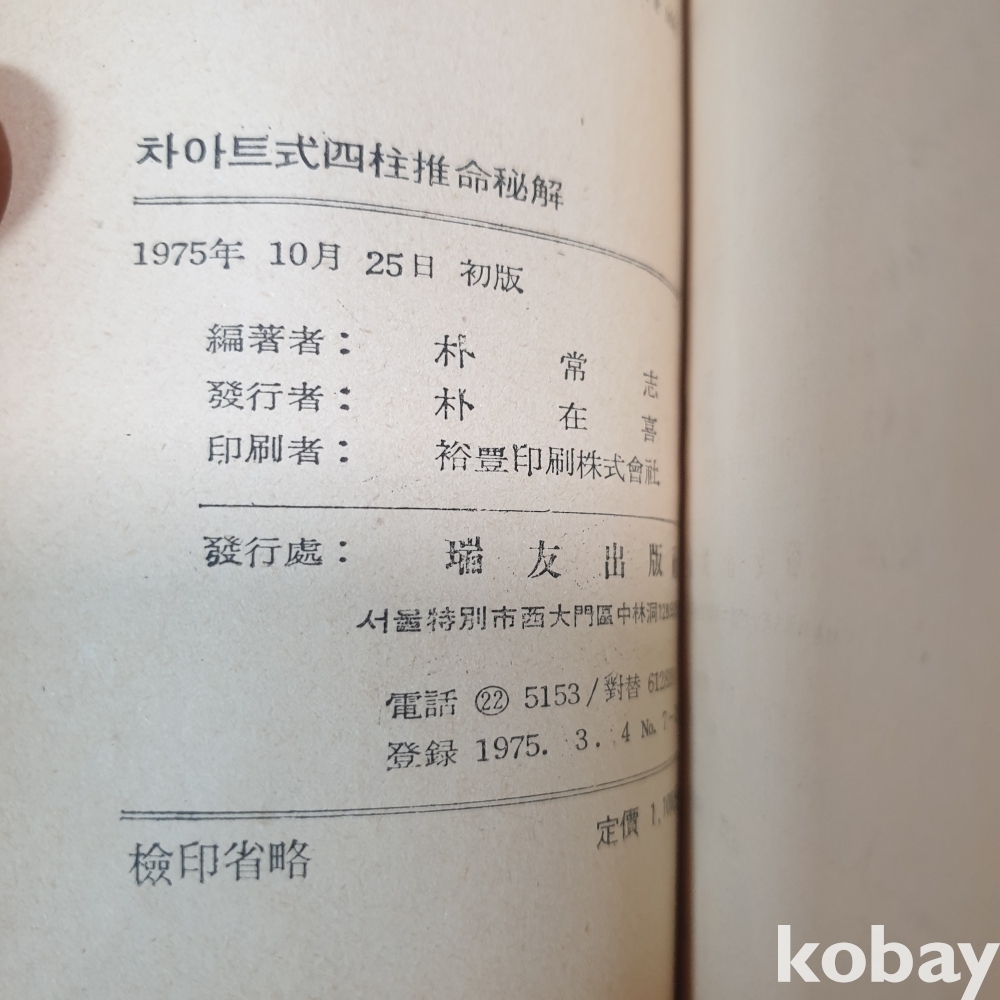 차아트式四柱推命秘解
1975年 10月 25日 初版
編著者: 朴 常 志
發行者: 朴 在 喜
印刷者: 裕豐印刷株式會社
發行處: 瑞 友 出 版
서울特別市西大門區中林洞
電話 ㉒ 5153/對替
登録 1975. 3. 4 No. 7
定價
檢印省略
kobay